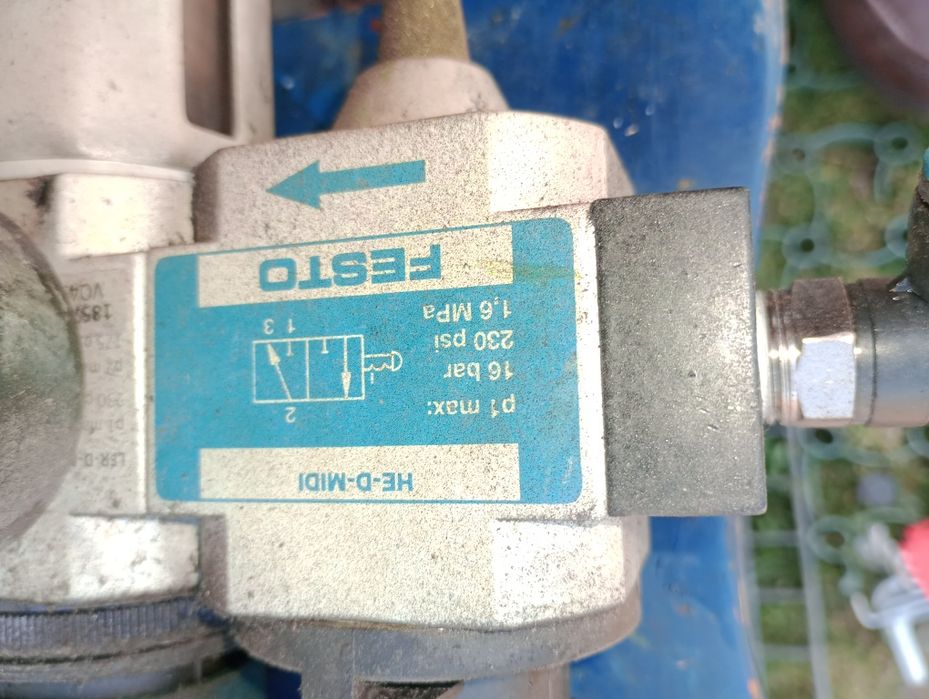 HE-D-MIDI
p1 max:
16 bar
230 psi
1,6 MPa
2
1 3
FESTO